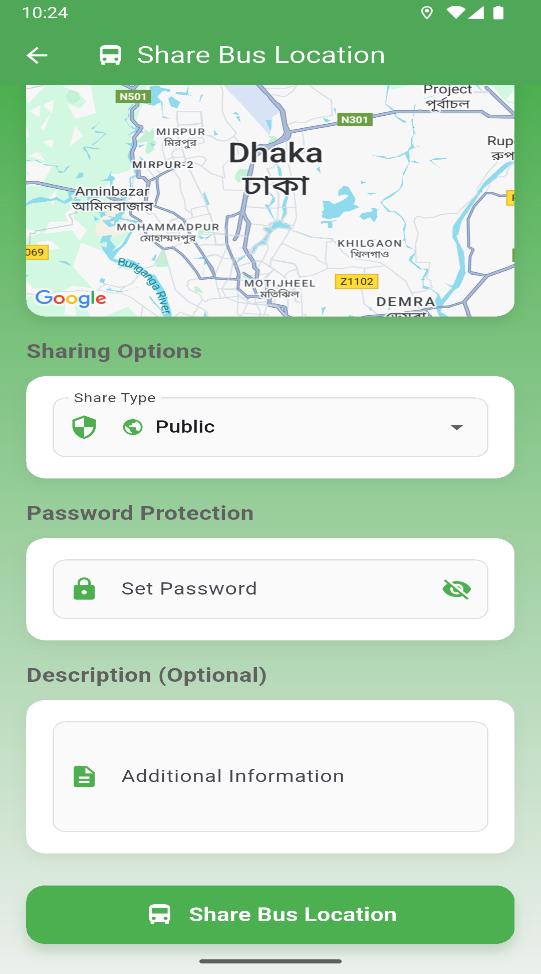 10:24
Share Bus Location
N501
Project
পূর্বাচল
N301
MIRPUR
মিরপুর
Dhaka
ঢাকা
MIRPUR-2
Aminbazar
আমিনবাজার
MOHAMMADPUR
মোহাম্মদপুর
KHILGAON
খিলগাও
069
Buriganga River
MOTIJHEEL
মতিঝিল
Z1102
DEMRA
Google
Sharing Options
Share Type
Public
Password Protection
Set Password
Description (Optional)
Additional Information
Share Bus Location